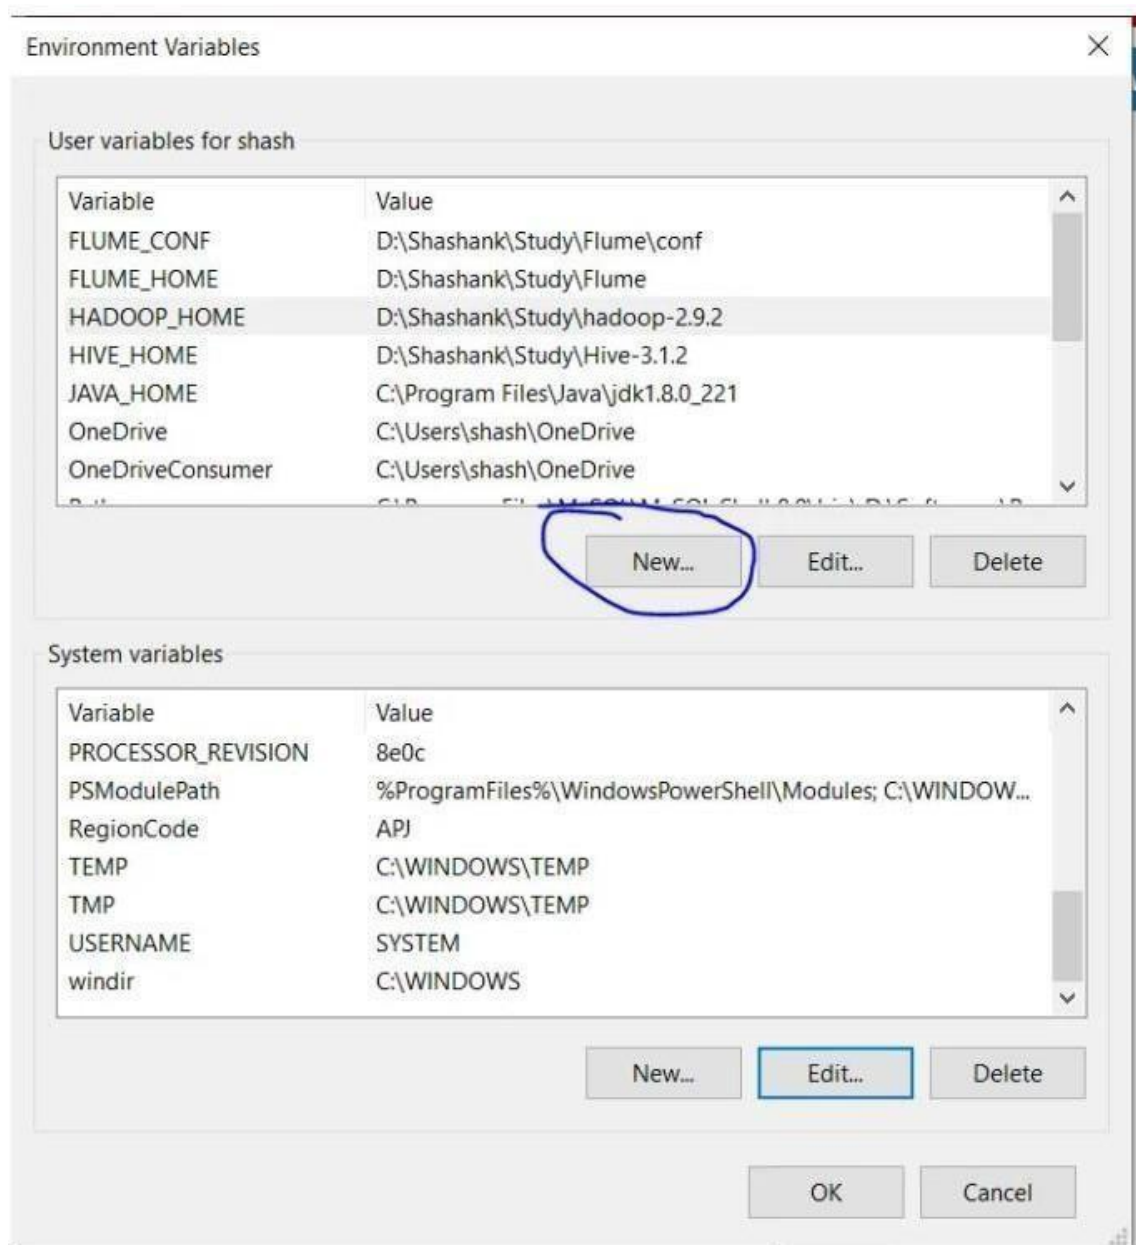 Environment Variables
User variables for shash
Variable Value
FLUME_CONF D:\Shashank\Study\Flume\conf
FLUME_HOME D:\Shashank\Study\Flume
HADOOP_HOME D:\Shashank\Study\hadoop-2.9.2
HIVE_HOME D:\Shashank\Study\Hive-3.1.2
JAVA_HOME C:\Program Files\Java\jdk1.8.0_221
OneDrive C:\Users\shash\OneDrive
OneDriveConsumer C:\Users\shash\OneDrive
New... Edit... Delete
System variables
Variable Value
PROCESSOR_REVISION 8e0c
PSModulePath %ProgramFiles%\WindowsPowerShell\Modules; C:\WINDOW...
RegionCode APJ
TEMP C:\WINDOWS\TEMP
TMP C:\WINDOWS\TEMP
USERNAME SYSTEM
windir C:\WINDOWS
New... Edit... Delete
OK Cancel